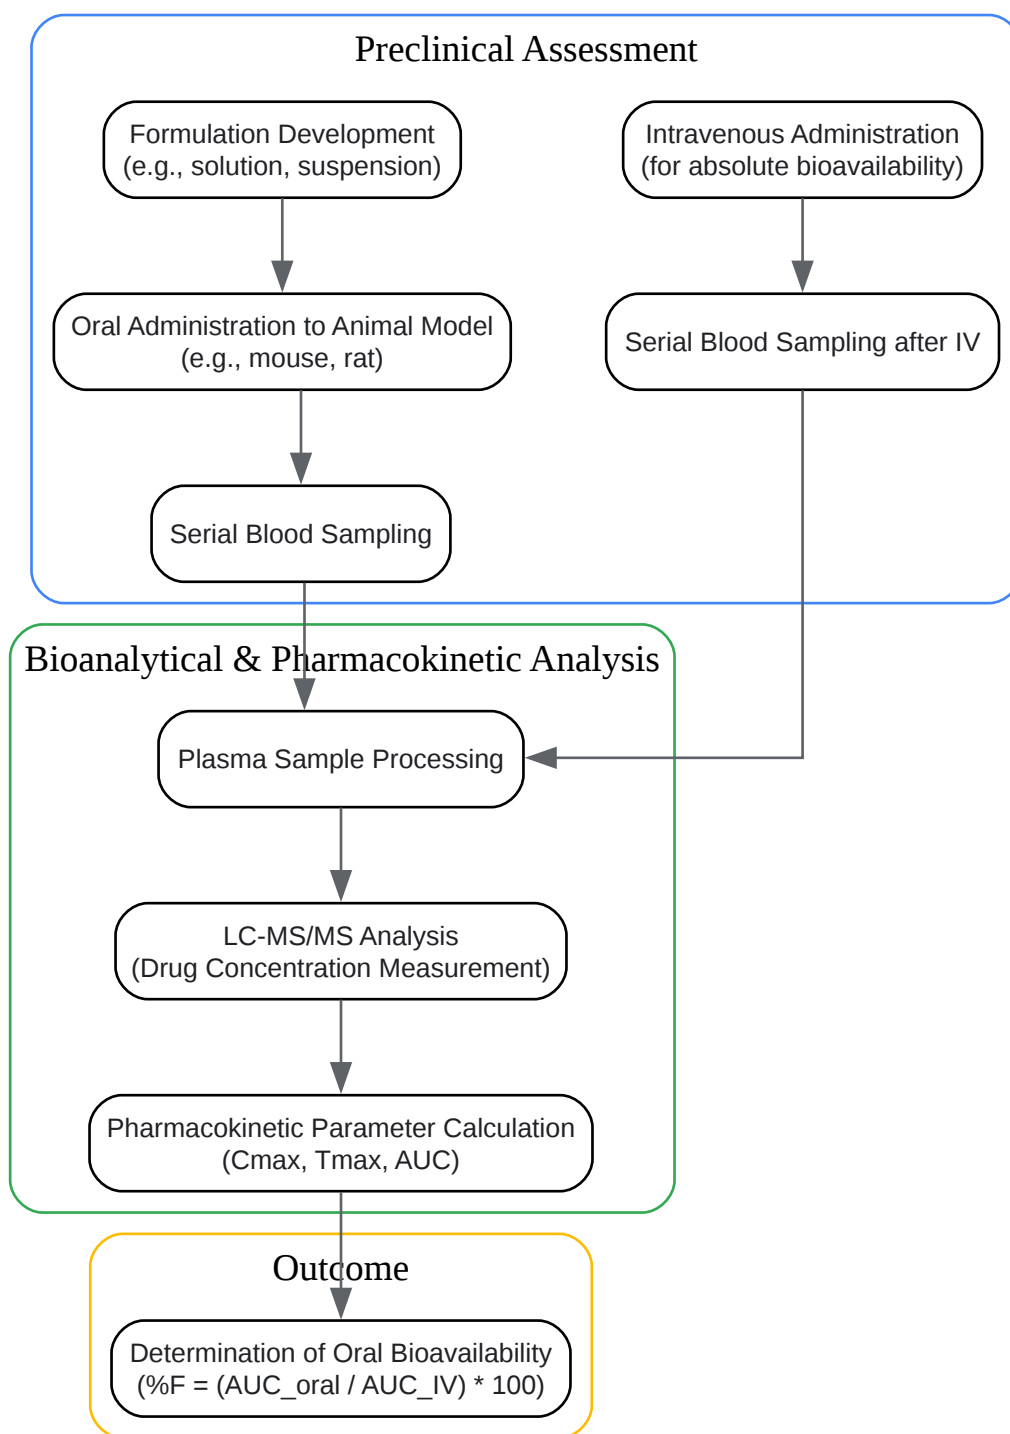 Preclinical Assessment
Formulation Development
(e.g., solution, suspension)
Intravenous Administration
(for absolute bioavailability)
Oral Administration to Animal Model
(e.g., mouse, rat)
Serial Blood Sampling after IV
Serial Blood Sampling
Bioanalytical & Pharmacokinetic Analysis
Plasma Sample Processing
LC-MS/MS Analysis
(Drug Concentration Measurement)
Pharmacokinetic Parameter Calculation
(Cmax, Tmax, AUC)
Outcome
Determination of Oral Bioavailability
(%F = (AUC_oral / AUC_IV) * 100)